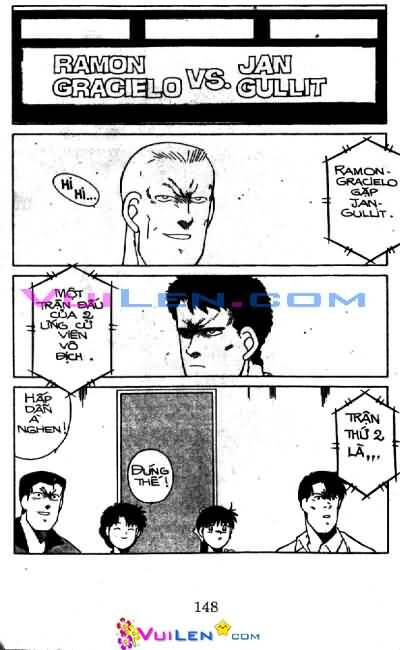 RAMON GRACIELO VS. JAN GULLIT
RAMON-
GRACIELO
GẶP
JAN-
GULLIT.
HI
HI...
MỘT
TRẬN ĐẤU
CỦA 2
ỨNG CỬ
VIÊN
VÔ
ĐỊCH.
VUILEN.COM
HẤP
DẪN
À
NGHEN!
ĐÚNG
THẾ!
TRẬN
THỨ 2
LÀ,,,
148
VUILEN.COM